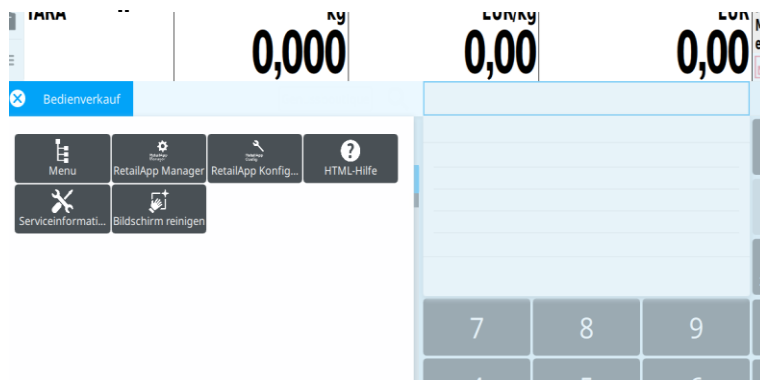 TARA kg EUR/kg EUR
0,000 0,00 0,00
Bedienverkauf
Menu RetailApp Manager RetailApp Konfig... HTML-Hilfe
Serviceinformati... Bildschirm reinigen
7 8 9